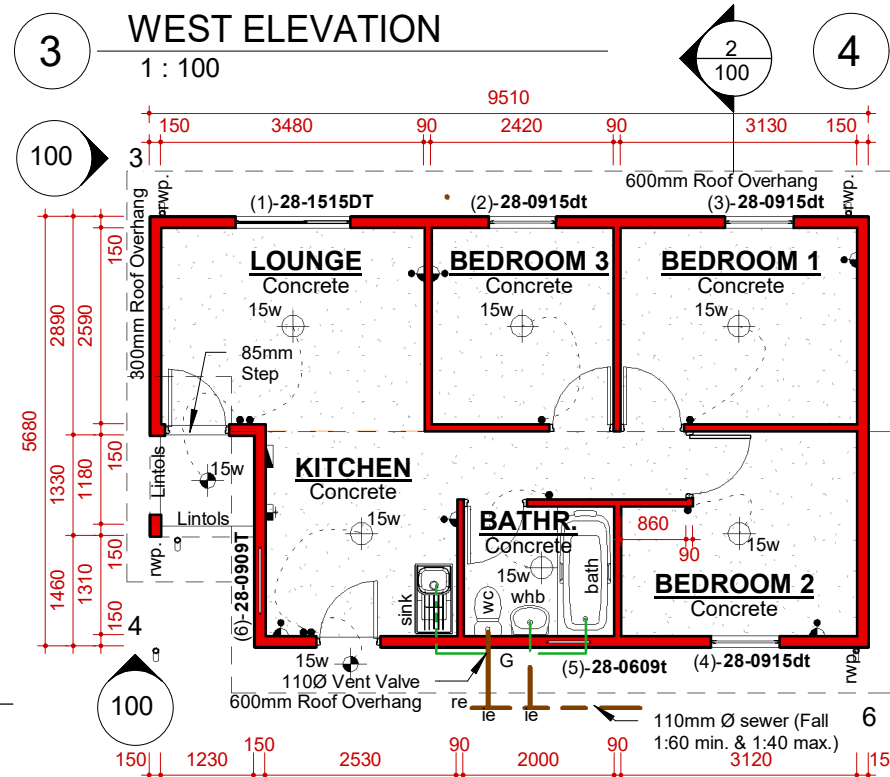 WEST ELEVATION
3
4
1 : 100
2
100
9510
150 3480 90 2420 90 3130 150
100
3
rwp.
600mm Roof Overhang
rwp.
(1)-28-1515DT
(2)-28-0915dt
(3)-28-0915dt
300mm Roof Overhang
LOUNGE
Concrete
15w
BEDROOM 3
Concrete
15w
BEDROOM 1
Concrete
15w
5680
2890
1330
1460
150
2590
150
1180
150
1310
150
85mm
Step
Lintols
15w
Lintols
rwp.
KITCHEN
Concrete
15w
BATHR.
Concrete
15w
whb
wc
bath
sink
860
90
15w
BEDROOM 2
Concrete
(6)-28-0909T
4
15w
G
(5)-28-0609t
(4)-28-0915dt
rwp.
110Ø Vent Valve
600mm Roof Overhang
100
re
ie
ie
110mm Ø sewer (Fall
1:60 min. & 1:40 max.)
6
150 1230 150 2530 90 2000 90 3120 15